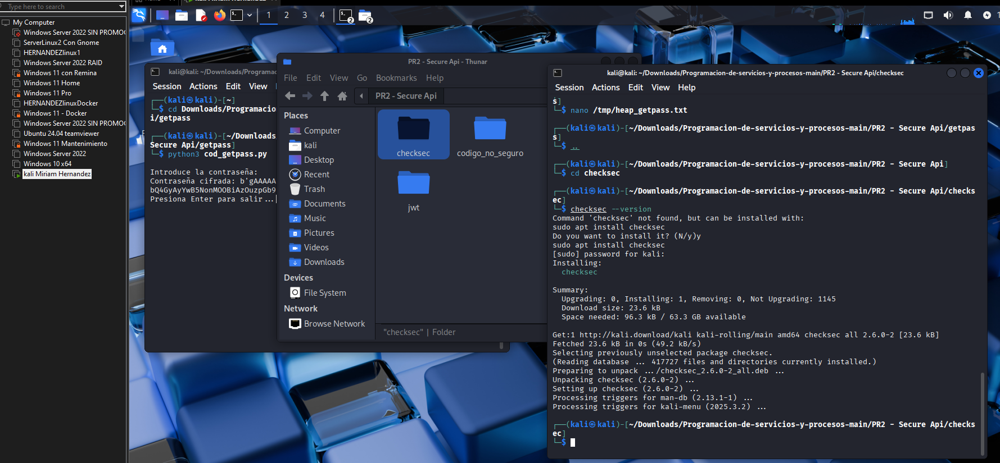 Type here to search
My Computer
Windows Server 2022 SIN PROMOC
ServerLinux2 Con Gnome
HERNANDEZlinux1
Windows Server 2022 RAID
Windows 11 con Remina
Windows 11 Home
Windows 11 Pro
HERNANDEZlinuxDocker
Windows 11 - Docker
Windows Server 2022 SIN PROMOC
Ubuntu 24.04 teamviewer
Windows 11 Mantenimiento
Windows Server 2022
Windows 10 x64
kali Miriam Hernandez
1 2 3 4
2
2
kali@kali: ~/Downloads/Programac
Session Actions Edit View
┌──(kali㉿kali)-[~]
└─$ cd Downloads/Programacio
i/getpass
┌──(kali㉿kali)-[~/Downloads
Secure Api/getpass]
└─$ python3 cod_getpass.py
Introduce la contraseña:
Contraseña cifrada: b'gAAAAA
bQ4GyAyYwB5NonMOOBiAzOuzpGb9
Presiona Enter para salir...
PR2 - Secure Api - Thunar
File Edit View Go Bookmarks Help
PR2 - Secure Api
Places
Computer
kali
Desktop
Recent
Trash
Documents
Music
Pictures
Videos
Downloads
Devices
File System
Network
Browse Network
checksec
codigo_no_seguro
jwt
"checksec" | Folder
kali@kali: ~/Downloads/Programacion-de-servicios-y-procesos-main/PR2 - Secure Api/checksec
Session Actions Edit View Help
s]
└─$ nano /tmp/heap_getpass.txt
┌──(kali㉿kali)-[~/Downloads/Programacion-de-servicios-y-procesos-main/PR2 - Secure Api/getpas
s]
└─$ ..
┌──(kali㉿kali)-[~/Downloads/Programacion-de-servicios-y-procesos-main/PR2 - Secure Api]
└─$ cd checksec
┌──(kali㉿kali)-[~/Downloads/Programacion-de-servicios-y-procesos-main/PR2 - Secure Api/checks
ec]
└─$ checksec --version
Command 'checksec' not found, but can be installed with:
sudo apt install checksec
Do you want to install it? (N/y)y
sudo apt install checksec
[sudo] password for kali:
Installing:
checksec
Summary:
Upgrading: 0, Installing: 1, Removing: 0, Not Upgrading: 1145
Download size: 23.6 kB
Space needed: 96.3 kB / 63.3 GB available
Get:1 http://kali.download/kali kali-rolling/main amd64 checksec all 2.6.0-2 [23.6 kB]
Fetched 23.6 kB in 0s (49.2 kB/s)
Selecting previously unselected package checksec.
(Reading database ... 417727 files and directories currently installed.)
Preparing to unpack .../checksec_2.6.0-2_all.deb ...
Unpacking checksec (2.6.0-2) ...
Setting up checksec (2.6.0-2) ...
Processing triggers for man-db (2.13.1-1) ...
Processing triggers for kali-menu (2025.3.2) ...
┌──(kali㉿kali)-[~/Downloads/Programacion-de-servicios-y-procesos-main/PR2 - Secure Api/checks
ec]
└─$